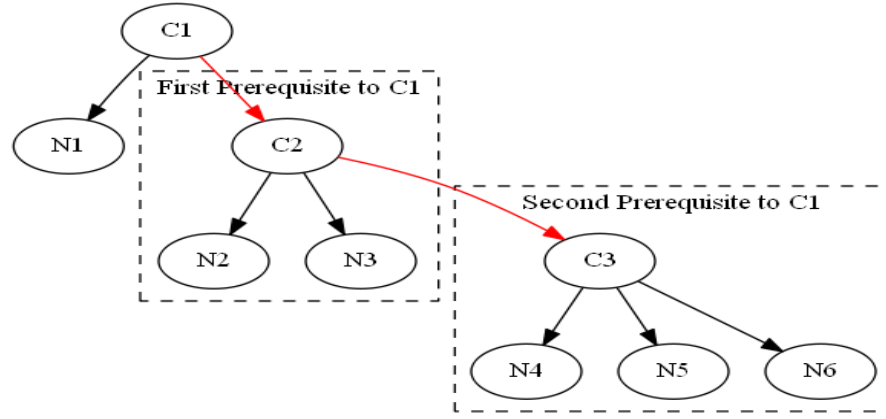 C1
First Prerequisite to C1
N1
C2
Second Prerequisite to C1
N2
N3
C3
N4
N5
N6